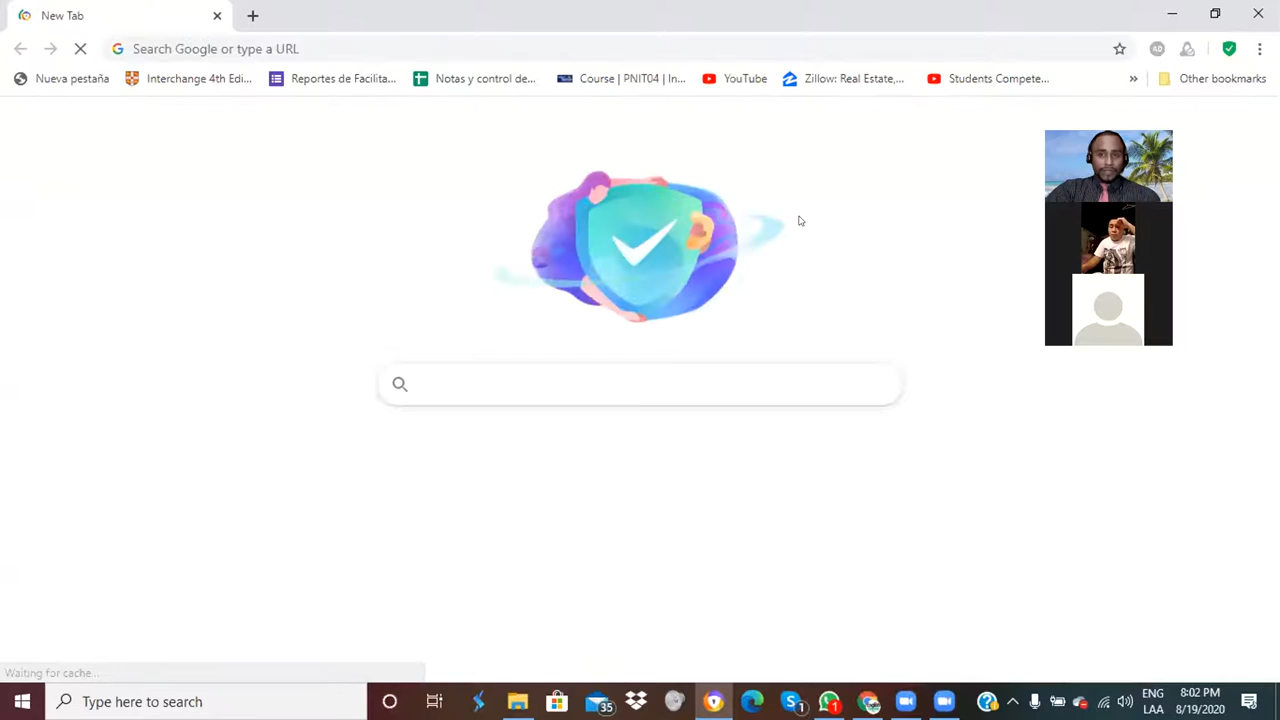 New Tab
Search Google or type a URL
Nueva pestaña Interchange 4th Edi... Reportes de Facilita... Notas y control de... Course | PNIT04 | In... YouTube Zillow: Real Estate,... Students Compete... » Other bookmarks
Waiting for cache...
Type here to search
35
1
1
ENG
LAA
8:02 PM
8/19/2020